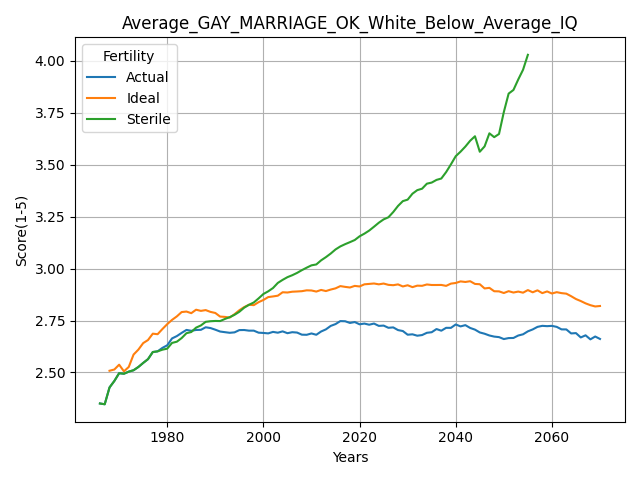 Average_GAY_MARRIAGE_OK_White_Below_Average_IQ
Fertility
Actual
Ideal
Sterile
4.00
3.75
3.50
3.25
3.00
2.75
2.50
Score(1-5)
1980 2000 2020 2040 2060
Years